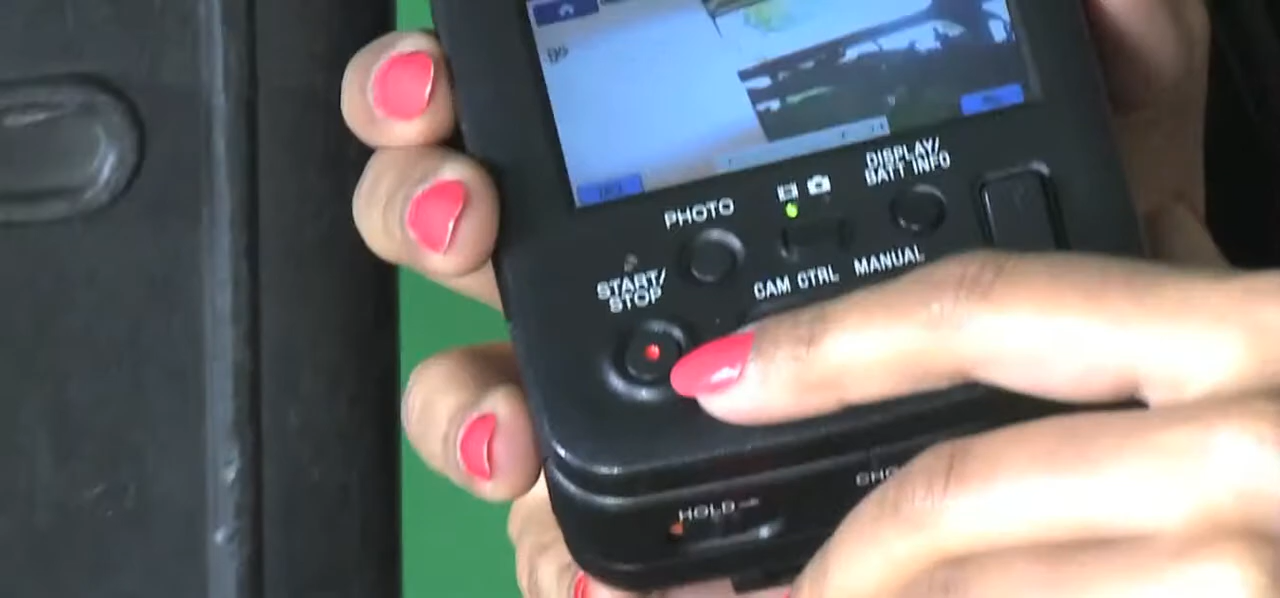 DISPLAY/
BATT INFO
PHOTO
START/
STOP
CAM CTRL
MANUAL
HOLD